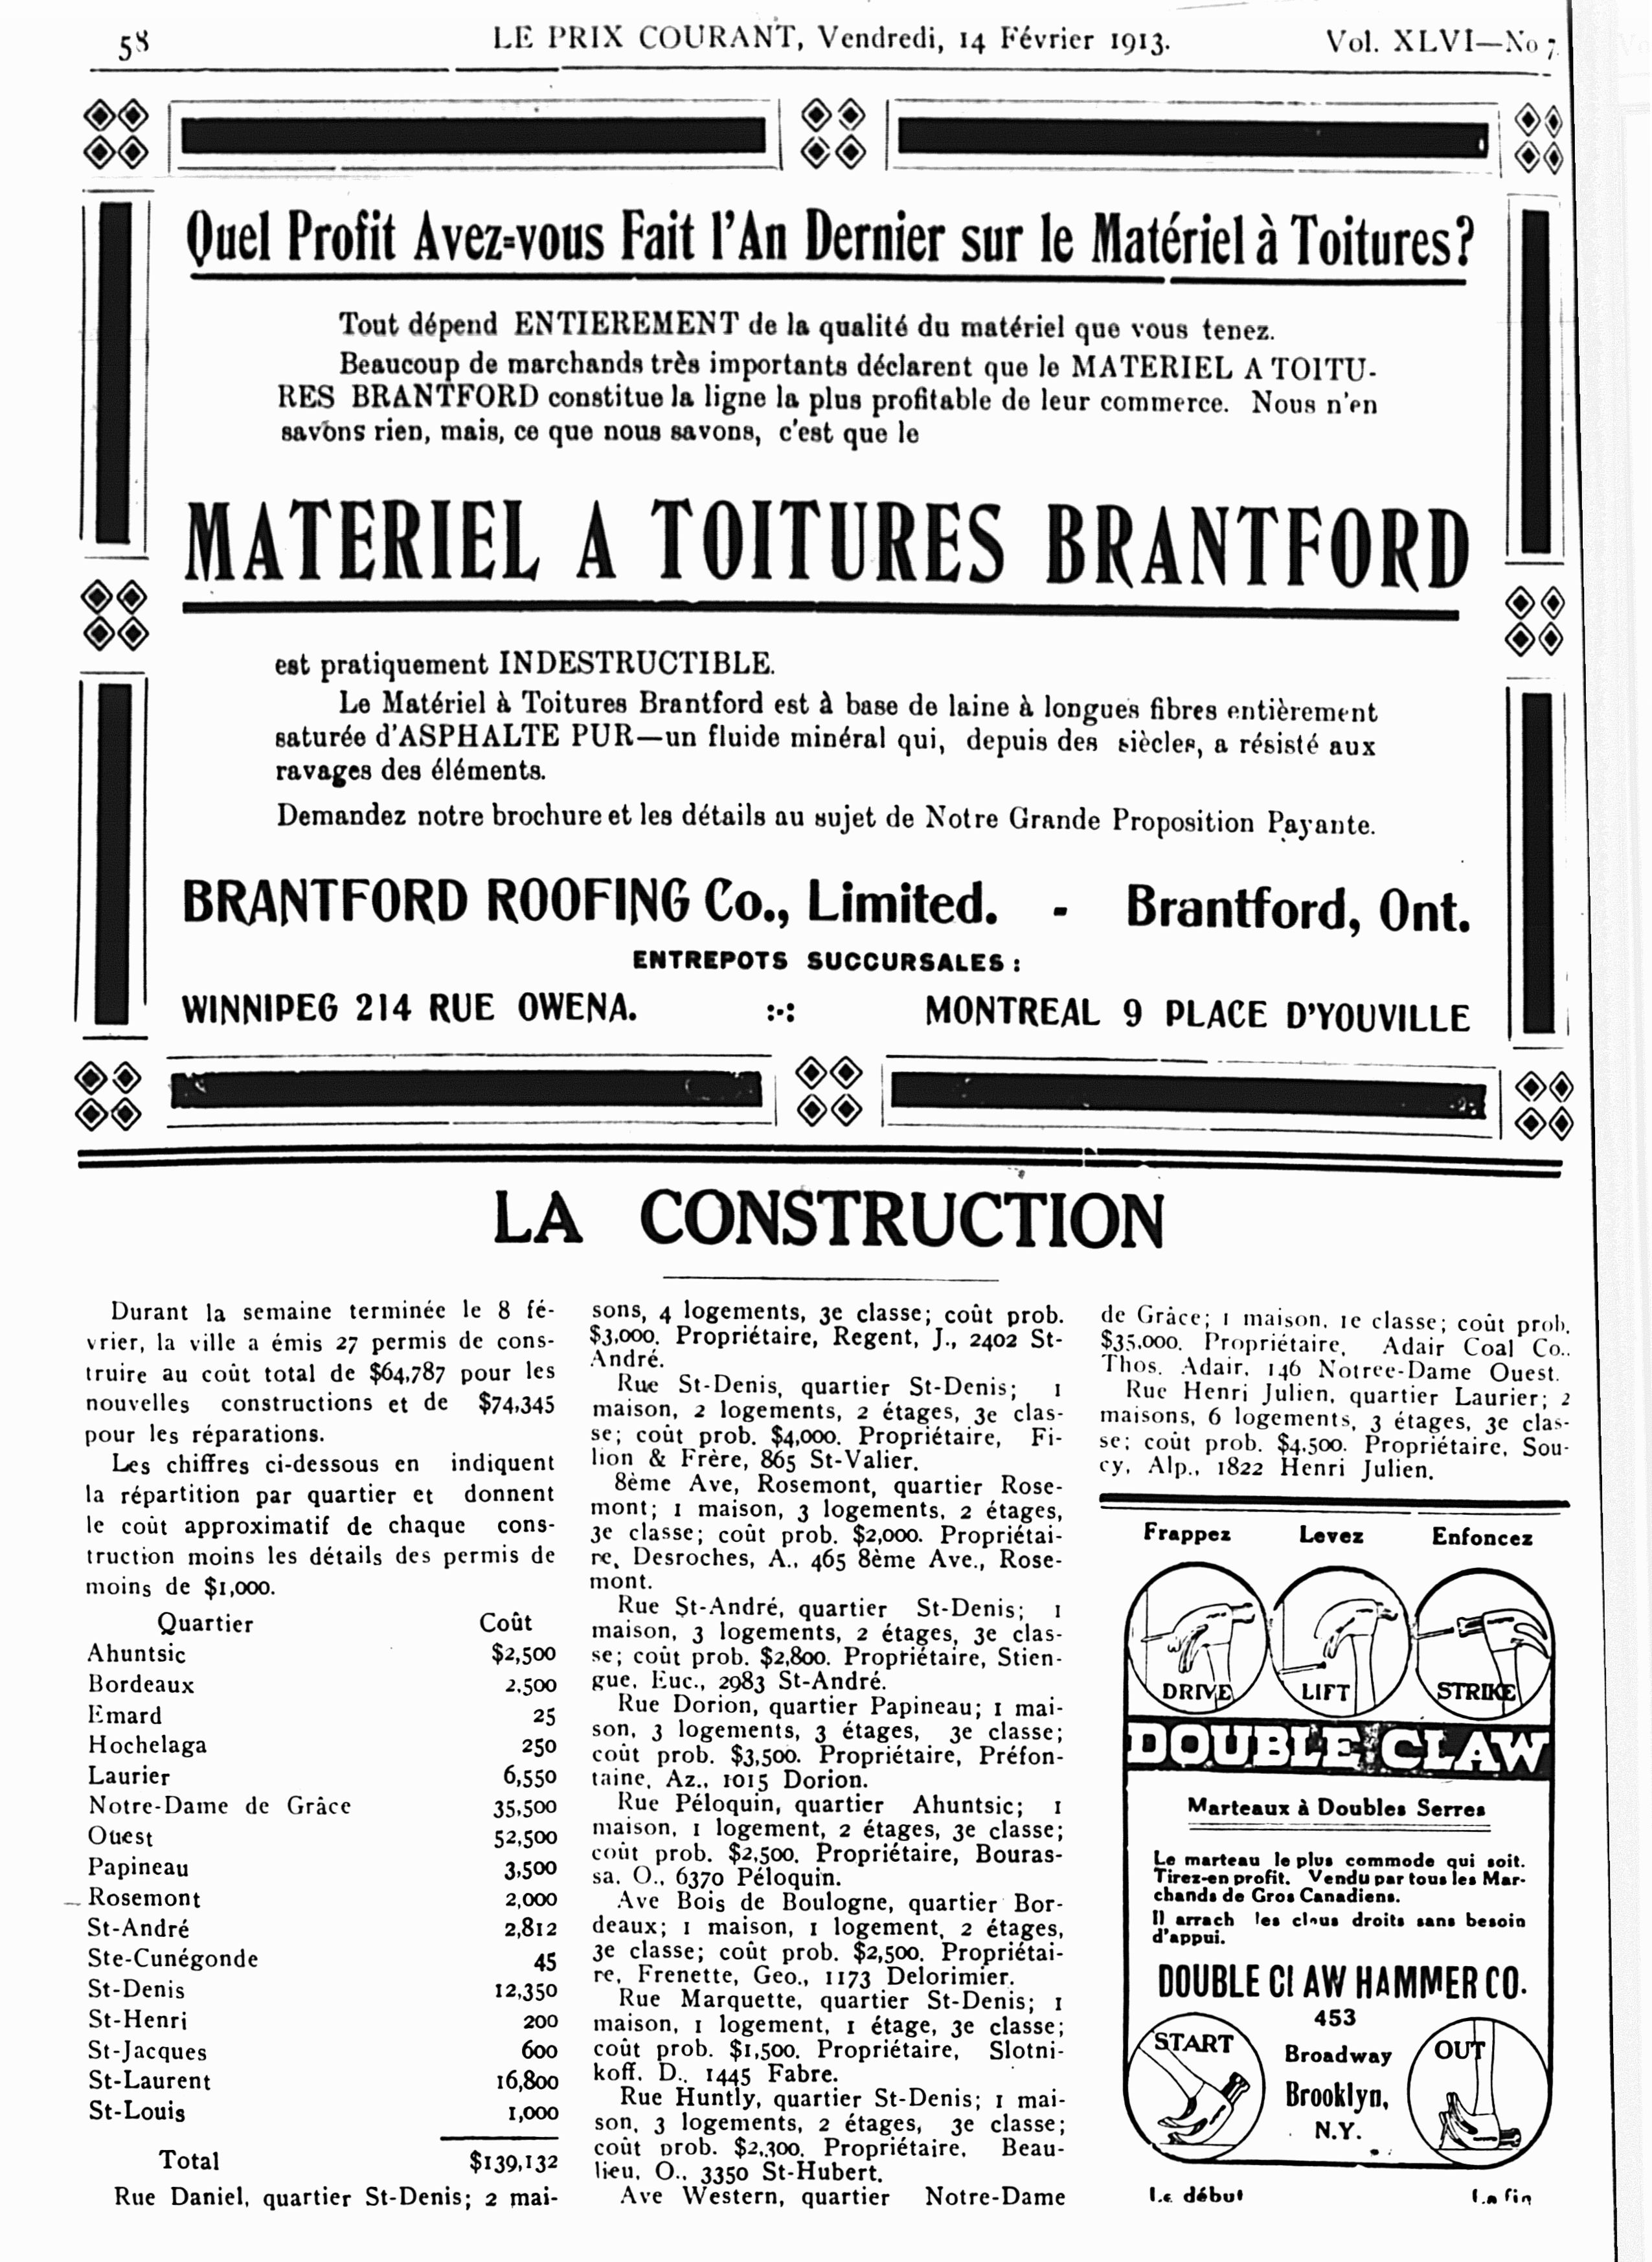 58
LE PRIX COURANT, Vendredi, 14 Février 1913.
Vol. XLVI—No 7.
Quel Profit Avez-vous Fait l'An Dernier sur le Matériel à Toitures?
Tout dépend ENTIEREMENT de la qualité du matériel que vous tenez.
Beaucoup de marchands très importants déclarent que le MATERIEL A TOITU-
RES BRANTFORD constitue la ligne la plus profitable de leur commerce. Nous n'en
savons rien, mais, ce que nous savons, c'est que le
MATERIEL A TOITURES BRANTFORD
est pratiquement INDESTRUCTIBLE.
Le Matériel à Toitures Brantford est à base de laine à longues fibres entièrement
saturée d'ASPHALTE PUR—un fluide minéral qui, depuis des siècles, a résisté aux
ravages des éléments.
Demandez notre brochure et les détails au sujet de Notre Grande Proposition Payante.
BRANTFORD ROOFING Co., Limited. - Brantford, Ont.
ENTREPOTS SUCCURSALES :
WINNIPEG 214 RUE OWENA. :-: MONTREAL 9 PLACE D'YOUVILLE
LA CONSTRUCTION
Durant la semaine terminée le 8 fé-
vrier, la ville a émis 27 permis de cons-
truire au coût total de $64,787 pour les
nouvelles constructions et de $74,345
pour les réparations.
Les chiffres ci-dessous en indiquent
la répartition par quartier et donnent
le coût approximatif de chaque cons-
truction moins les détails des permis de
moins de $1,000.
Quartier Coût
Ahuntsic $2,500
Bordeaux 2,500
Emard 25
Hochelaga 250
Laurier 6,550
Notre-Dame de Grâce 35,500
Ouest 52,500
Papineau 3,500
Rosemont 2,000
St-André 2,812
Ste-Cunégonde 45
St-Denis 12,350
St-Henri 200
St-Jacques 600
St-Laurent 16,800
St-Louis 1,000
Total $139,132
Rue Daniel, quartier St-Denis; 2 mai-
sons, 4 logements, 3e classe; coût prob.
$3,000. Propriétaire, Regent, J., 2402 St-
André.
Rue St-Denis, quartier St-Denis; 1
maison, 2 logements, 2 étages, 3e clas-
se; coût prob. $4,000. Propriétaire, Fi-
lion & Frère, 865 St-Valier.
8ème Ave, Rosemont, quartier Rose-
mont; 1 maison, 3 logements, 2 étages,
3e classe; coût prob. $2,000. Propriétai-
re, Desroches, A., 465 8ème Ave., Rose-
mont.
Rue St-André, quartier St-Denis; 1
maison, 3 logements, 2 étages, 3e clas-
se; coût prob. $2,800. Propriétaire, Stien-
gue, Euc., 2983 St-André.
Rue Dorion, quartier Papineau; 1 mai-
son, 3 logements, 3 étages, 3e classe;
coût prob. $3,500. Propriétaire, Préfon-
taine, Az., 1015 Dorion.
Rue Péloquin, quartier Ahuntsic; 1
maison, 1 logement, 2 étages, 3e classe;
coût prob. $2,500. Propriétaire, Bouras-
sa, O., 6370 Péloquin.
Ave Bois de Boulogne, quartier Bor-
deaux; 1 maison, 1 logement, 2 étages,
3e classe; coût prob. $2,500. Propriétai-
re, Frenette, Geo., 1173 Delorimier.
Rue Marquette, quartier St-Denis; 1
maison, 1 logement, 1 étage, 3e classe;
coût prob. $1,500. Propriétaire, Slotni-
koff, D., 1445 Fabre.
Rue Huntly, quartier St-Denis; 1 mai-
son, 3 logements, 2 étages, 3e classe;
coût prob. $2,300. Propriétaire, Beau-
lieu, O., 3350 St-Hubert.
Ave Western, quartier Notre-Dame
de Grâce; 1 maison, 1e classe; coût prob.
$35,000. Propriétaire, Adair Coal Co.,
Thos. Adair, 146 Notree-Dame Ouest.
Rue Henri Julien, quartier Laurier; 2
maisons, 6 logements, 3 étages, 3e clas-
se; coût prob. $4,500. Propriétaire, Sou-
cy, Alp., 1822 Henri Julien.
Frappez Levez Enfoncez
DRIVE LIFT STRIKE
DOUBLE CLAW
Marteaux à Doubles Serres
Le marteau le plus commode qui soit.
Tirez-en profit. Vendu par tous les Mar-
chands de Gros Canadiens.
Il arrach les clous droits sans besoin
d'appui.
DOUBLE CLAW HAMMER CO.
453
START
Broadway
OUT
Brooklyn,
N.Y.
Le début La fin